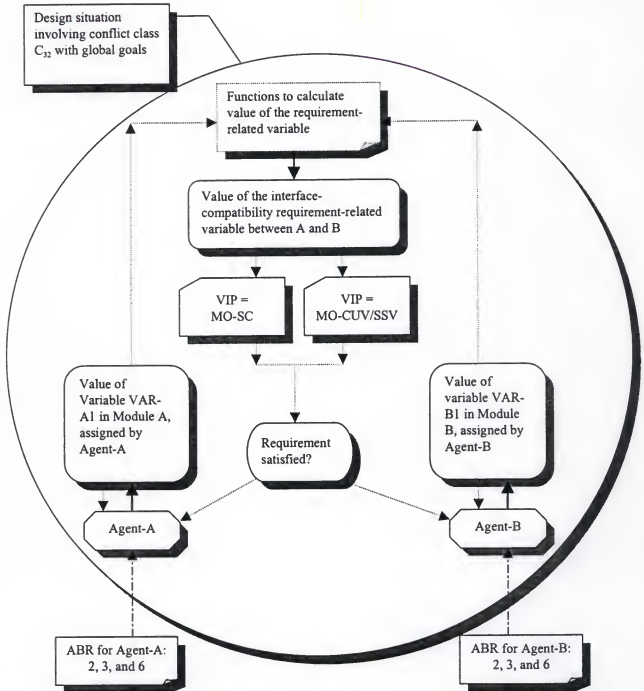 Design situation
involving conflict class
C32 with global goals
Functions to calculate
value of the requirement-
related variable
Value of the interface-
compatibility requirement-related
variable between A and B
VIP =
MO-SC
VIP =
MO-CUV/SSV
Value of
Variable VAR-
A1 in Module A,
assigned by
Agent-A
Requirement
satisfied?
Value of
variable VAR-
B1 in Module
B, assigned by
Agent-B
Agent-A
Agent-B
ABR for Agent-A:
2, 3, and 6
ABR for Agent-B:
2, 3, and 6